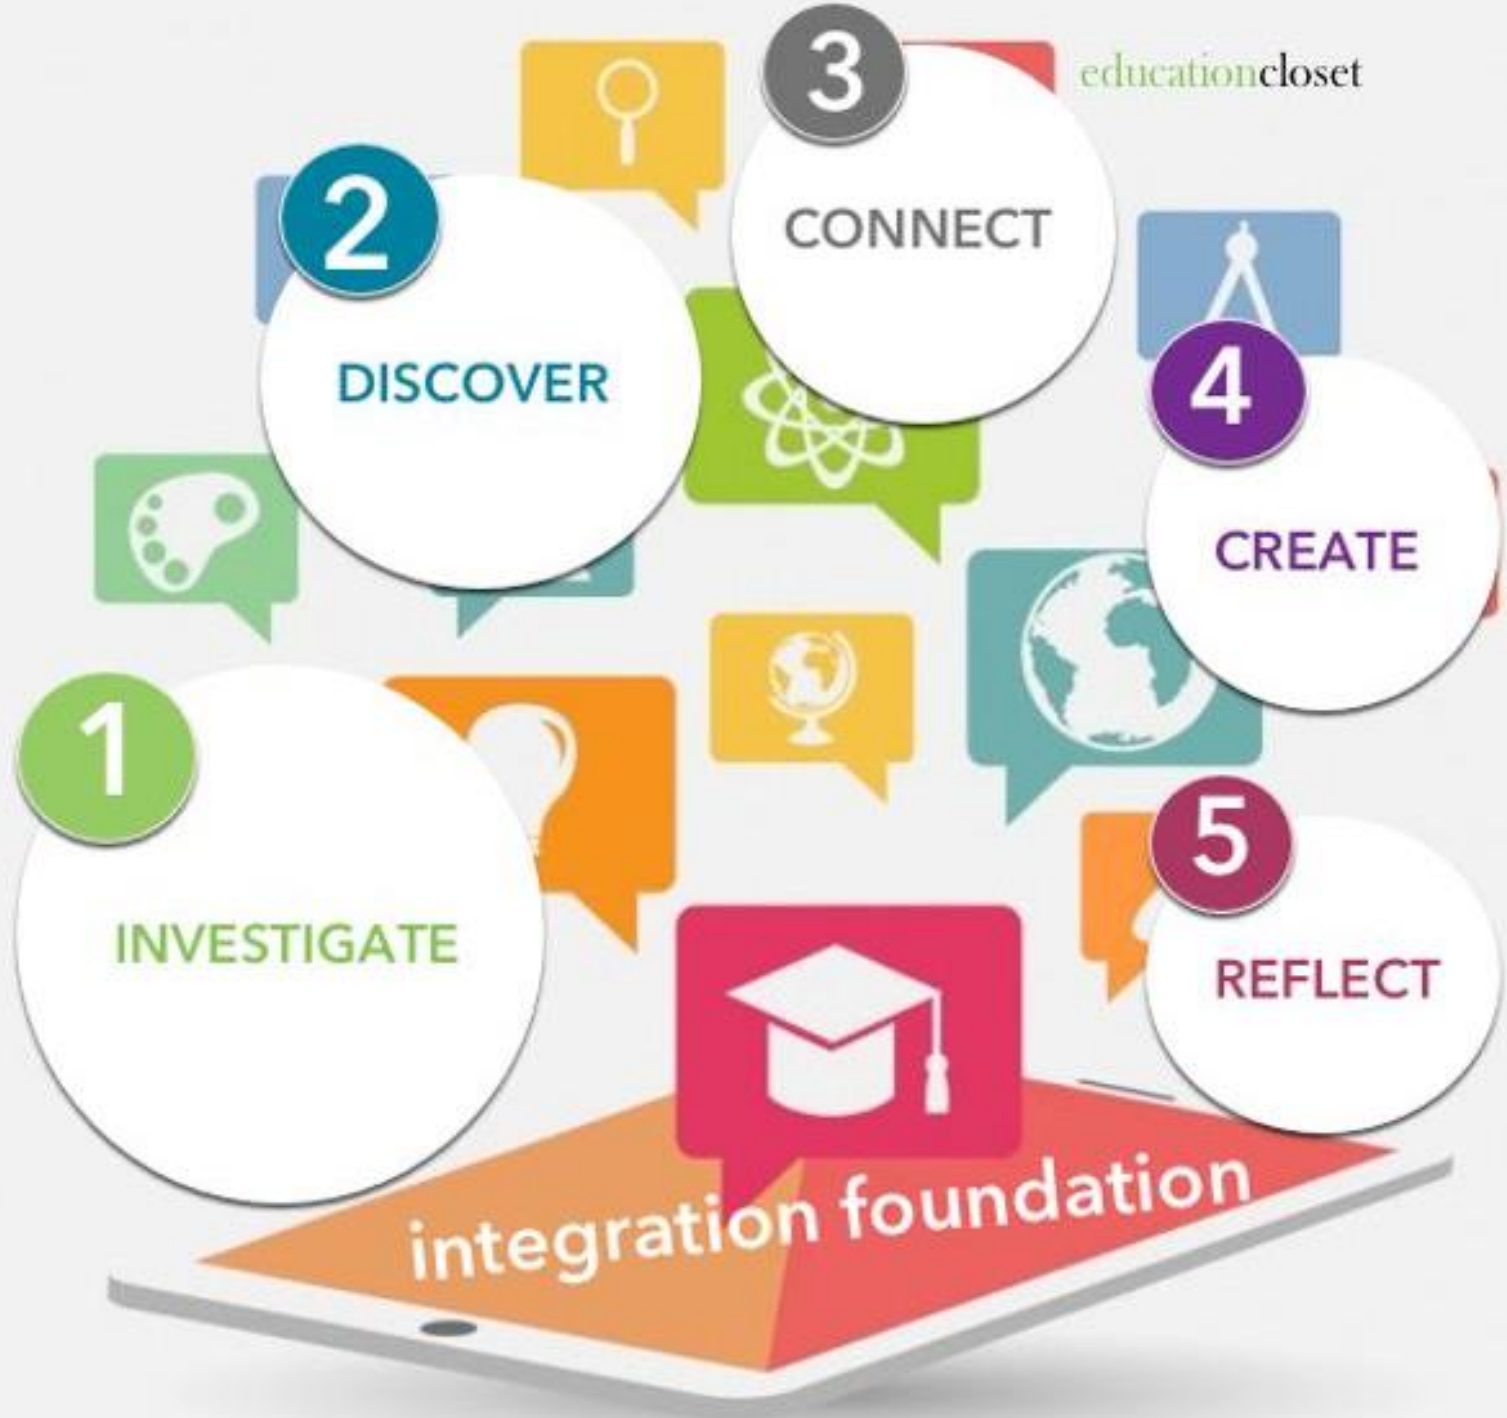 educationcloset
1
INVESTIGATE
2
DISCOVER
3
CONNECT
4
CREATE
5
REFLECT
integration foundation